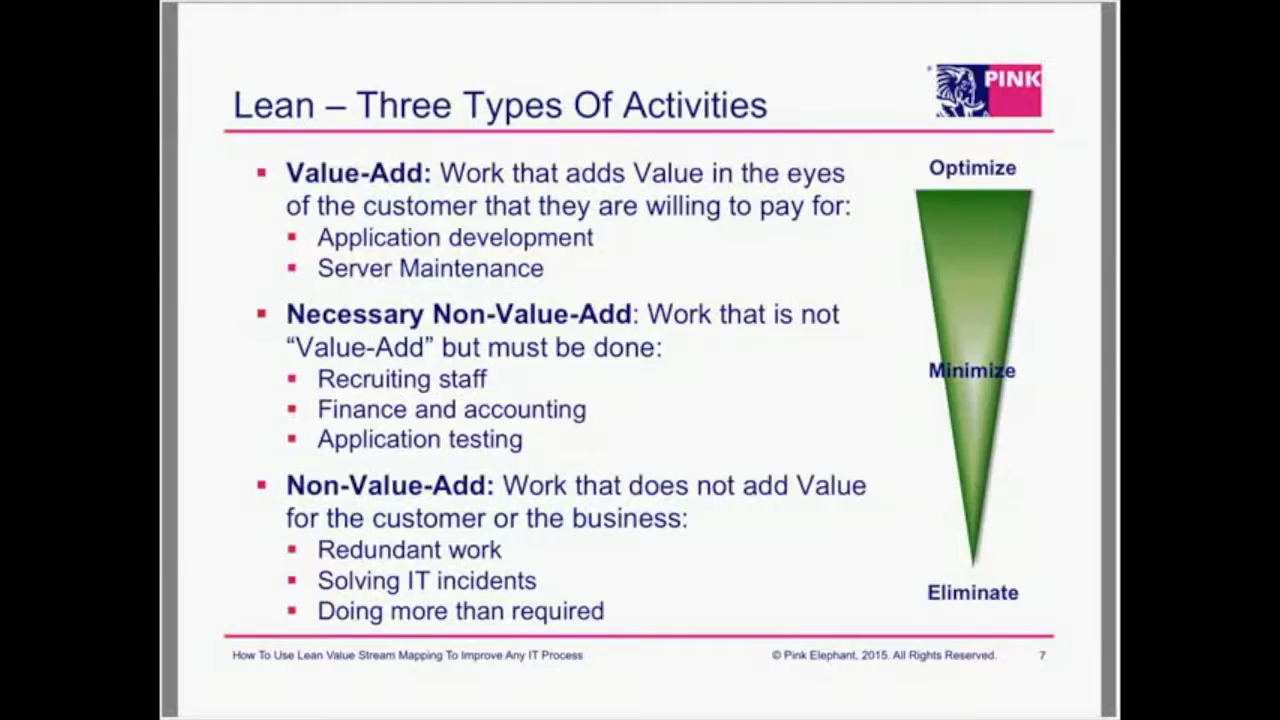 PINK
Lean – Three Types Of Activities
Value-Add: Work that adds Value in the eyes
of the customer that they are willing to pay for:
Application development
Server Maintenance
Necessary Non-Value-Add: Work that is not
“Value-Add” but must be done:
Recruiting staff
Finance and accounting
Application testing
Non-Value-Add: Work that does not add Value
for the customer or the business:
Redundant work
Solving IT incidents
Doing more than required
Optimize
Minimize
Eliminate
How To Use Lean Value Stream Mapping To Improve Any IT Process
© Pink Elephant, 2015. All Rights Reserved.
7